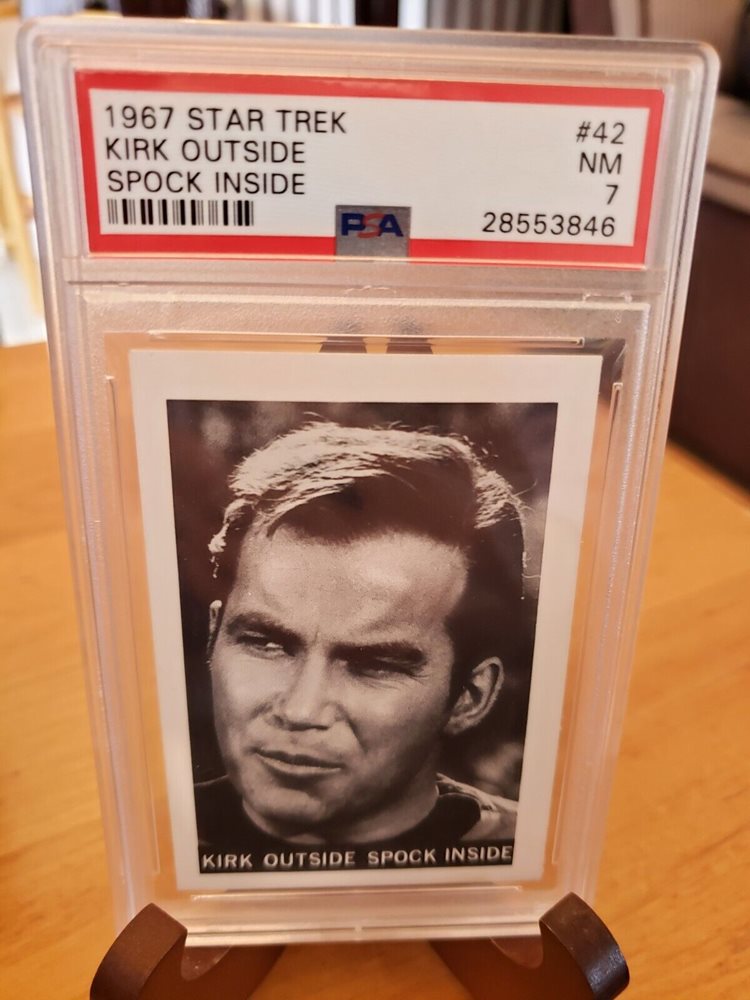 1967 STAR TREK #42
KIRK OUTSIDE NM
SPOCK INSIDE 7
PSA 28553846
KIRK OUTSIDE SPOCK INSIDE